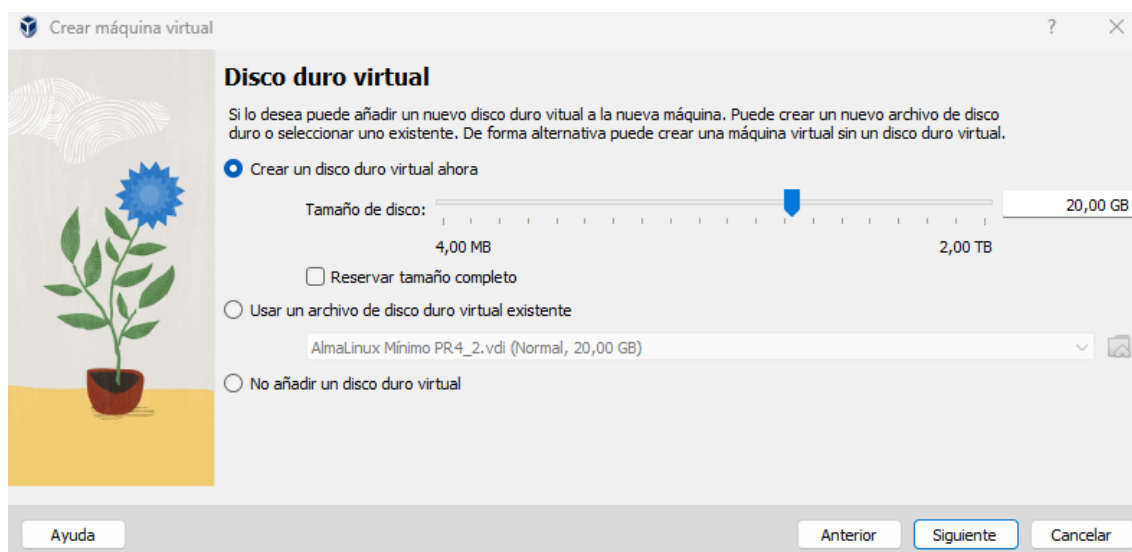 Crear máquina virtual
?
Disco duro virtual
Si lo desea puede añadir un nuevo disco duro vitual a la nueva máquina. Puede crear un nuevo archivo de disco
duro o seleccionar uno existente. De forma alternativa puede crear una máquina virtual sin un disco duro virtual.
Crear un disco duro virtual ahora
Tamaño de disco: 20,00 GB
4,00 MB 2,00 TB
Reservar tamaño completo
Usar un archivo de disco duro virtual existente
AlmaLinux Mínimo PR4_2.vdi (Normal, 20,00 GB)
No añadir un disco duro virtual
Ayuda Anterior Siguiente Cancelar